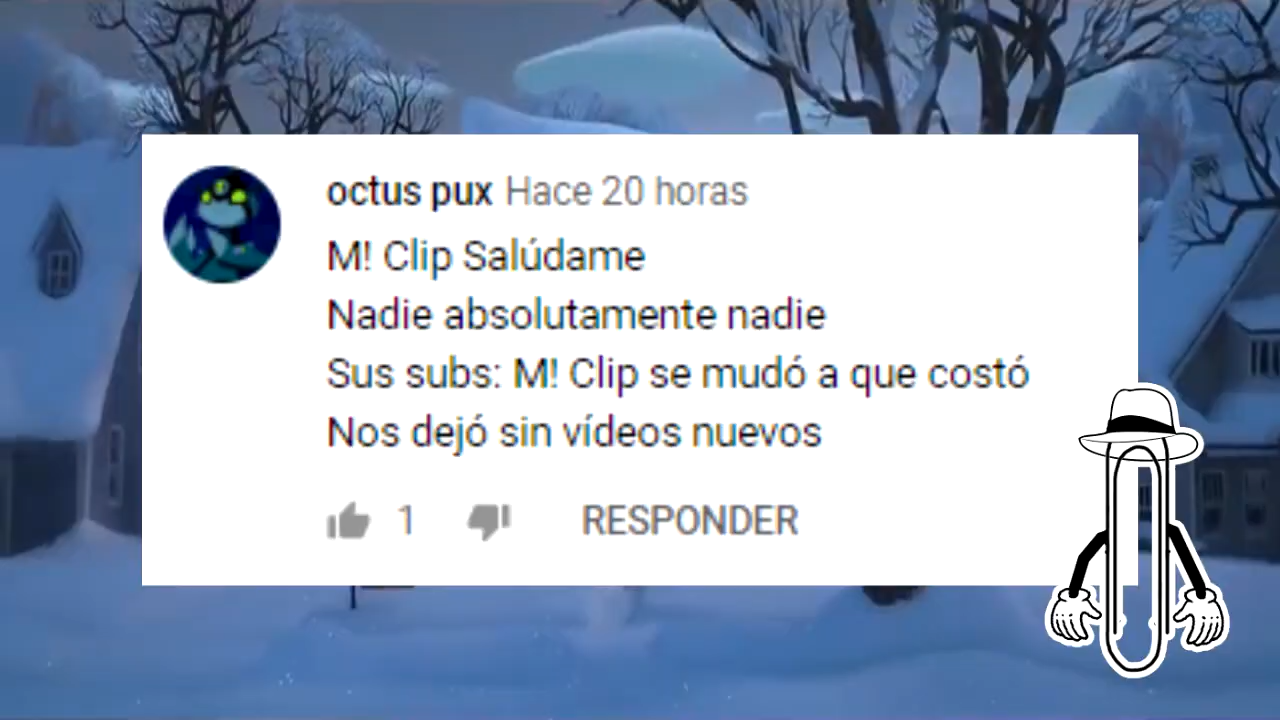 octus pux Hace 20 horas
M! Clip Salúdame
Nadie absolutamente nadie
Sus subs: M! Clip se mudó a que costó
Nos dejó sin vídeos nuevos
1 RESPONDER